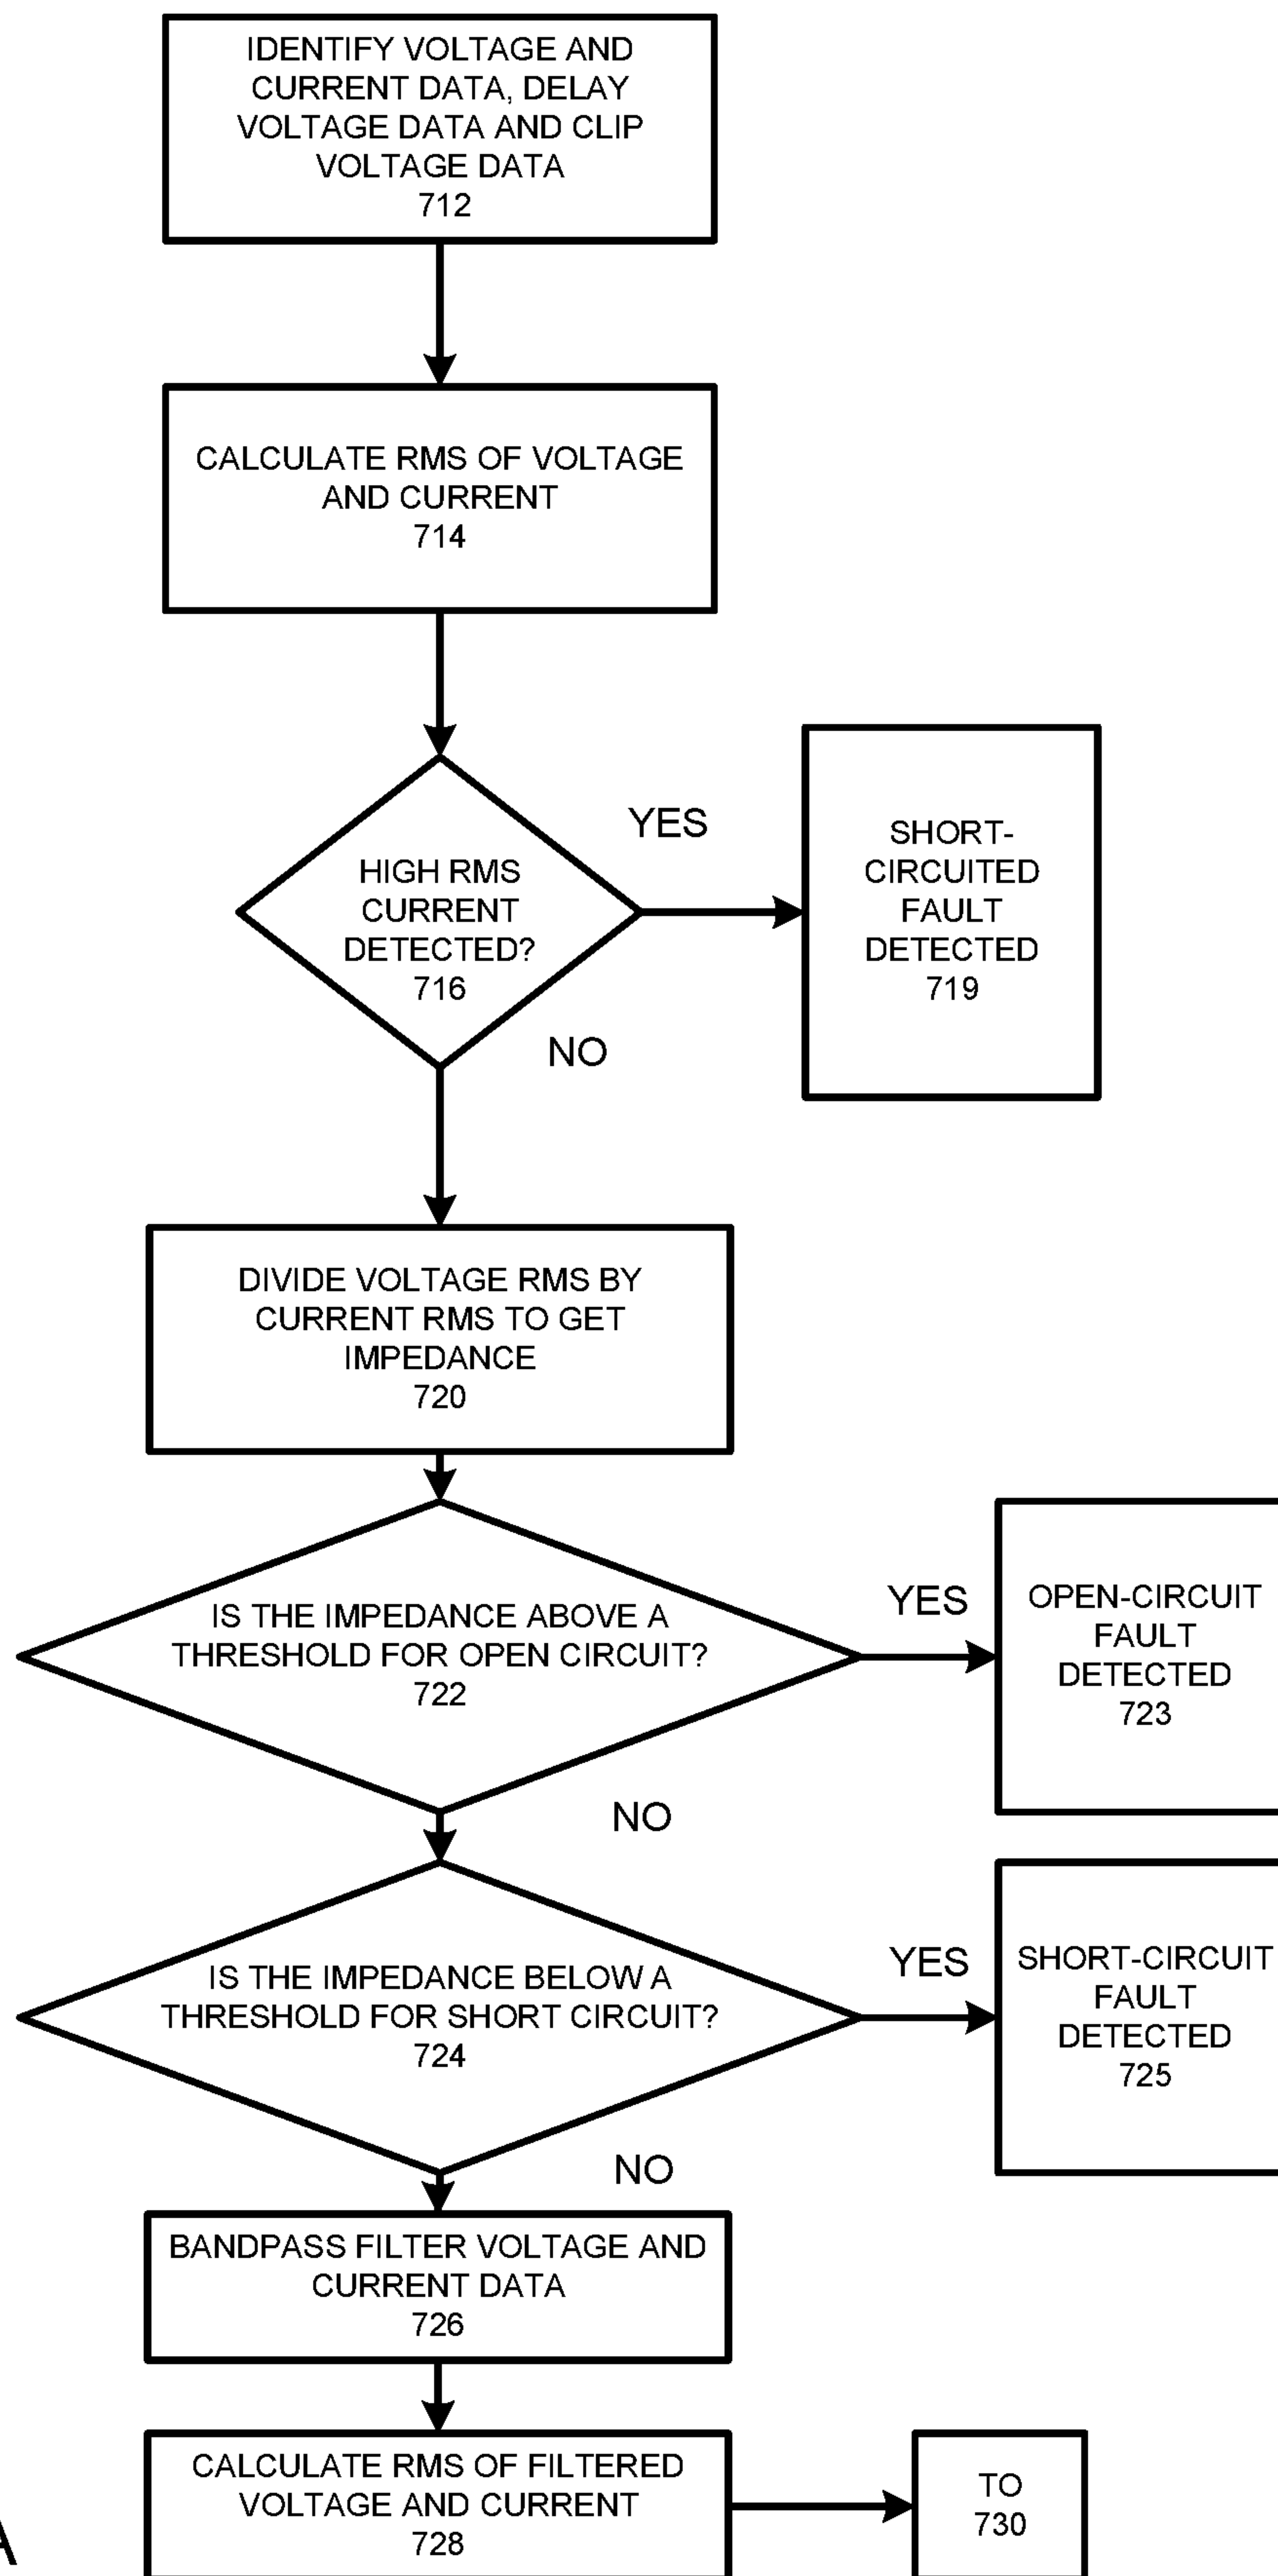 IDENTIFY VOLTAGE AND
CURRENT DATA, DELAY
VOLTAGE DATA AND CLIP
VOLTAGE DATA
712
CALCULATE RMS OF VOLTAGE
AND CURRENT
714
HIGH RMS
CURRENT
DETECTED?
716
YES
SHORT-
CIRCUITED
FAULT
DETECTED
719
NO
DIVIDE VOLTAGE RMS BY
CURRENT RMS TO GET
IMPEDANCE
720
IS THE IMPEDANCE ABOVE A
THRESHOLD FOR OPEN CIRCUIT?
722
YES
OPEN-CIRCUIT
FAULT
DETECTED
723
NO
IS THE IMPEDANCE BELOW A
THRESHOLD FOR SHORT CIRCUIT?
724
YES
SHORT-CIRCUIT
FAULT
DETECTED
725
NO
BANDPASS FILTER VOLTAGE AND
CURRENT DATA
726
CALCULATE RMS OF FILTERED
VOLTAGE AND CURRENT
728
TO
730